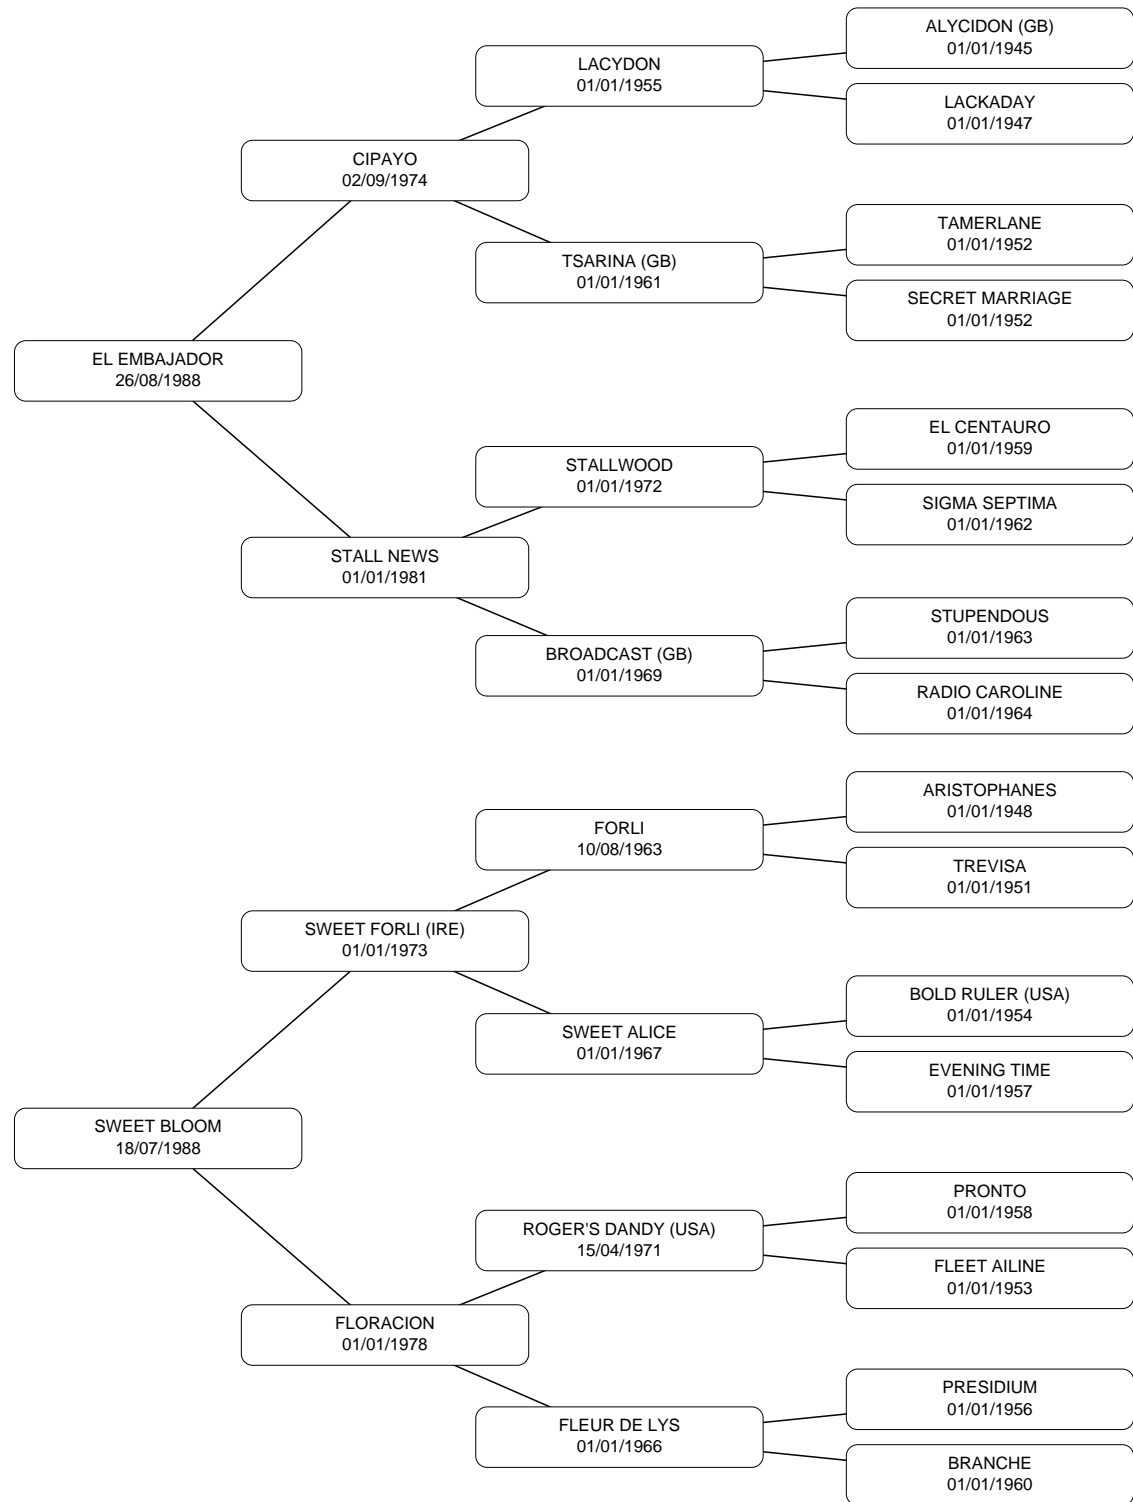 ALYCIDON (GB)
01/01/1945
LACYDON
01/01/1955
LACKADAY
01/01/1947
CIPAYO
02/09/1974
TAMERLANE
01/01/1952
TSARINA (GB)
01/01/1961
SECRET MARRIAGE
01/01/1952
EL EMBAJADOR
26/08/1988
EL CENTAURO
01/01/1959
STALLWOOD
01/01/1972
SIGMA SEPTIMA
01/01/1962
STALL NEWS
01/01/1981
STUPENDOUS
01/01/1963
BROADCAST (GB)
01/01/1969
RADIO CAROLINE
01/01/1964
ARISTOPHANES
01/01/1948
FORLI
10/08/1963
TREVISA
01/01/1951
SWEET FORLI (IRE)
01/01/1973
BOLD RULER (USA)
01/01/1954
SWEET ALICE
01/01/1967
EVENING TIME
01/01/1957
SWEET BLOOM
18/07/1988
PRONTO
01/01/1958
ROGER'S DANDY (USA)
15/04/1971
FLEET AILINE
01/01/1953
FLORACION
01/01/1978
PRESIDIUM
01/01/1956
FLEUR DE LYS
01/01/1966
BRANCHE
01/01/1960